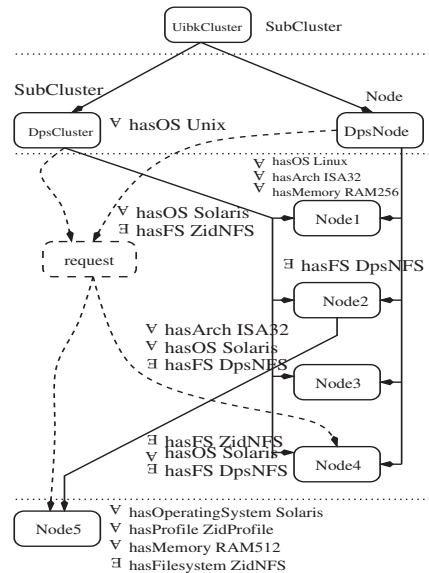 UibkCluster
SubCluster
SubCluster
Node
DpsCluster
∀ hasOS Unix
DpsNode
∀ hasOS Linux
∀ hasArch ISA32
∀ hasMemory RAM256
∀ hasOS Solaris
∃ hasFS ZidNFS
Node1
request
∃ hasFS DpsNFS
Node2
∀ hasArch ISA32
∀ hasOS Solaris
∃ hasFS DpsNFS
Node3
∃ hasFS ZidNFS
∀ hasOS Solaris
∃ hasFS DpsNFS
Node4
Node5
∀ hasOperatingSystem Solaris
∀ hasProfile ZidProfile
∀ hasMemory RAM512
∃ hasFilesystem ZidNFS